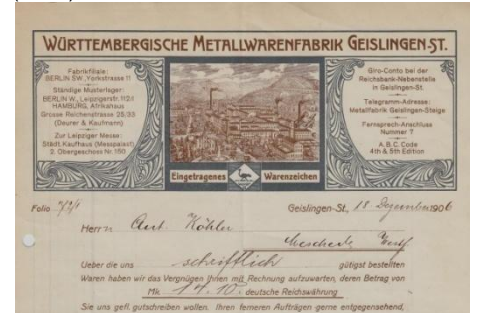 WÜRTTEMBERGISCHE METALLWARENFABRIK GEISLINGEN-ST.
Fabrikfiliale:
BERLIN SW., Yorkstrasse 11
Ständige Musterlager:
BERLIN W., Leipzigerstr. 112 I
HAMBURG, Afrikahaus
Grosse Reichenstrasse 25/33
(Deurer & Kaufmann)
Zur Leipziger Messe:
Städt. Kaufhaus (Messpalast)
2. Obergeschoss Nr. 150
Giro-Conto bei der
Reichsbank-Nebenstelle
in Geislingen-St.
Telegramm-Adresse:
Metallfabrik Geislingen-Steige
Fernsprech-Anschluss
Nummer 7
A.B.C. Code
4th & 5th Edition
Eingetragenes Warenzeichen
Folio
Geislingen-St., 18 Dezember 1906
Herrn Köhler
Meschede
Ueber die uns schriftlich gütigst bestellten
Waren haben wir das Vergnügen Ihnen mit Rechnung aufzuwarten, deren Betrag von
Mk. 14.10 deutsche Reichswährung
Sie uns gefl. gutschreiben wollen. Ihren ferneren Aufträgen gerne entgegensehend,